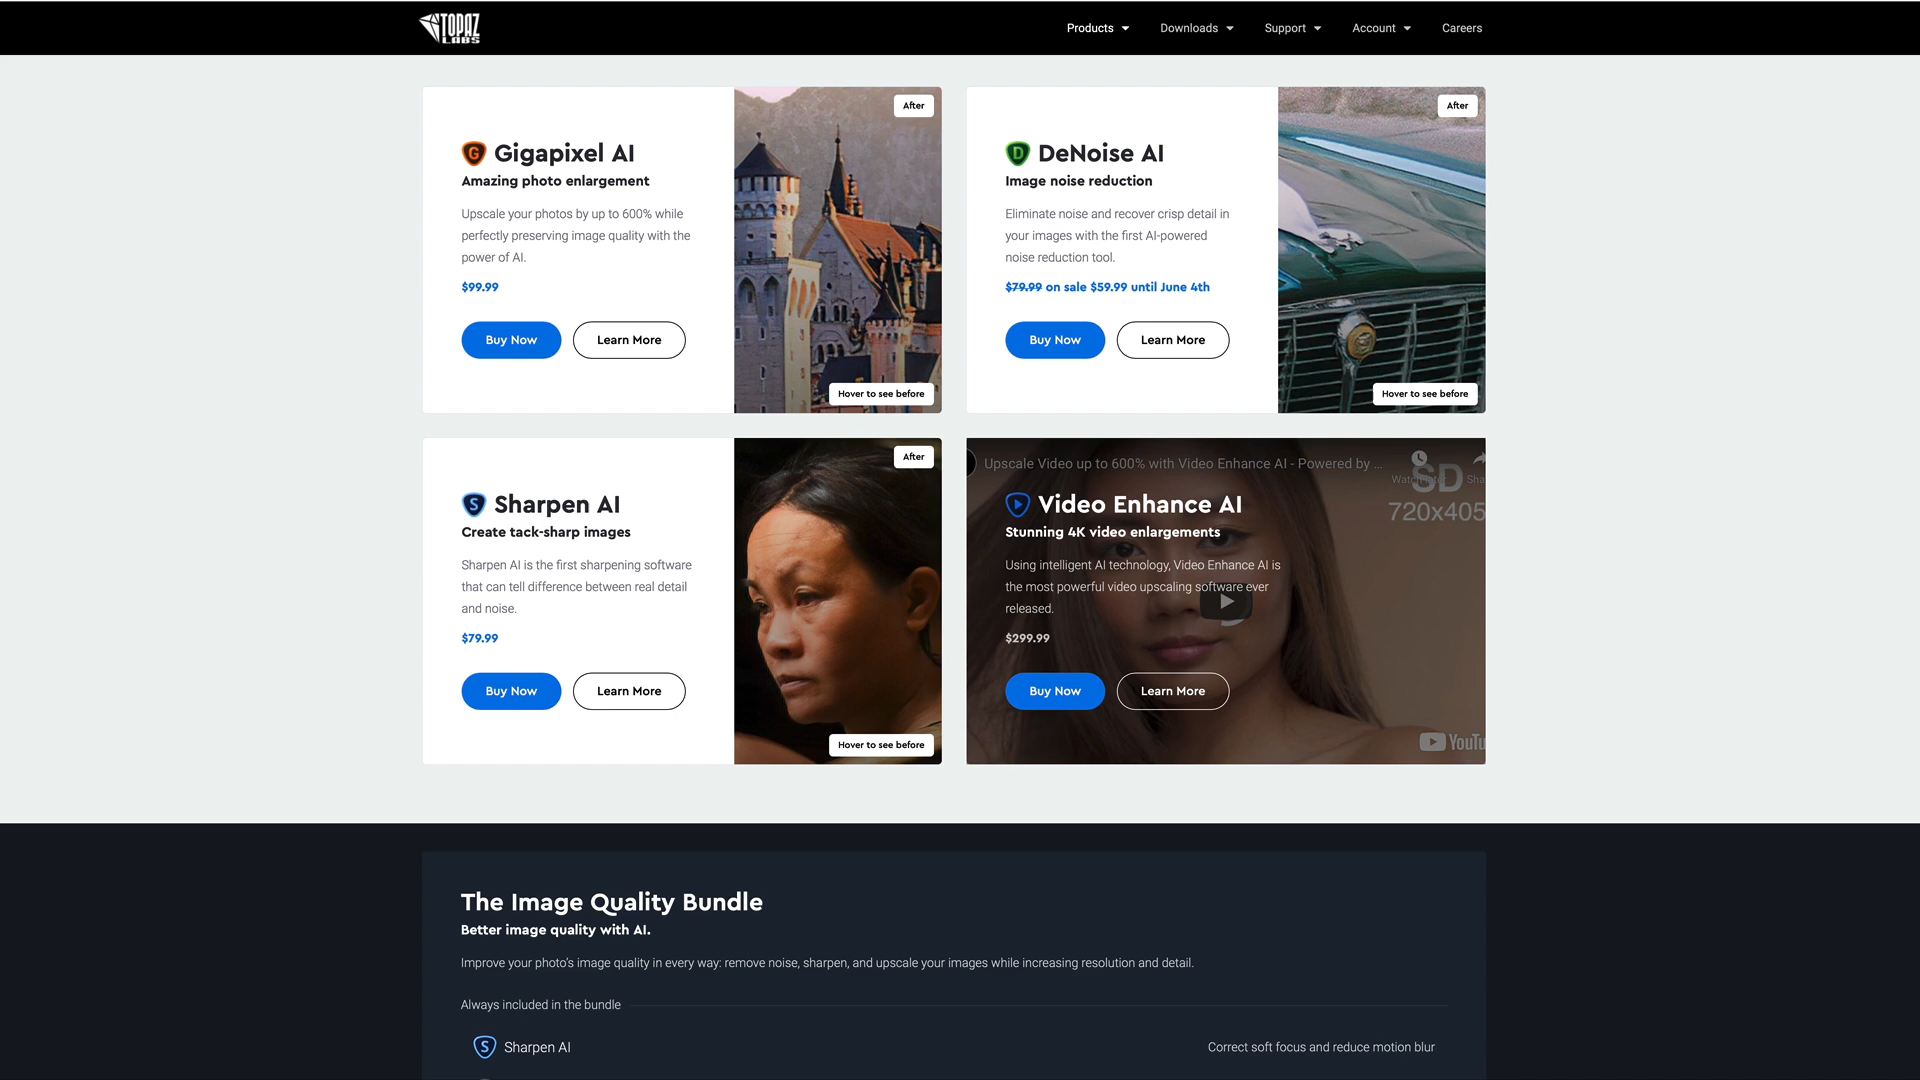 TOPAZ
LABS
Products
Downloads
Support
Account
Careers
After
G
Gigapixel AI
Amazing photo enlargement
Upscale your photos by up to 600% while
perfectly preserving image quality with the
power of AI.
$99.99
Buy Now
Learn More
Hover to see before
After
D
DeNoise AI
Image noise reduction
Eliminate noise and recover crisp detail in
your images with the first AI-powered
noise reduction tool.
$79.99 on sale $59.99 until June 4th
Buy Now
Learn More
Hover to see before
After
S
Sharpen AI
Create tack-sharp images
Sharpen AI is the first sharpening software
that can tell difference between real detail
and noise.
$79.99
Buy Now
Learn More
Hover to see before
Upscale Video up to 600% with Video Enhance AI - Powered by ...
Watch later
Sha
SD
720x405
Video Enhance AI
Stunning 4K video enlargements
Using intelligent AI technology, Video Enhance AI is
the most powerful video upscaling software ever
released.
$299.99
Buy Now
Learn More
YouTu
The Image Quality Bundle
Better image quality with AI.
Improve your photo's image quality in every way: remove noise, sharpen, and upscale your images while increasing resolution and detail.
Always included in the bundle
S
Sharpen AI
Correct soft focus and reduce motion blur